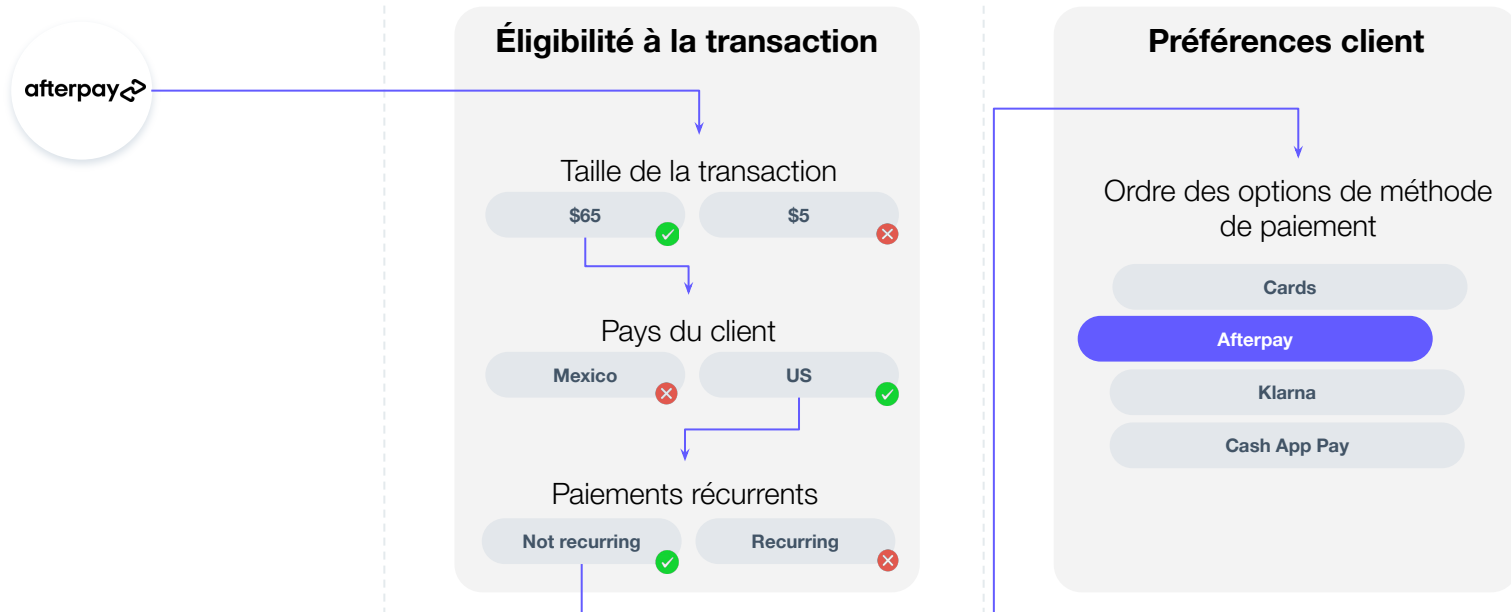 afterpay
Éligibilité à la transaction
Taille de la transaction
$65
$5
Pays du client
Mexico
US
Paiements récurrents
Not recurring
Recurring
Préférences client
Ordre des options de méthode
de paiement
Cards
Afterpay
Klarna
Cash App Pay